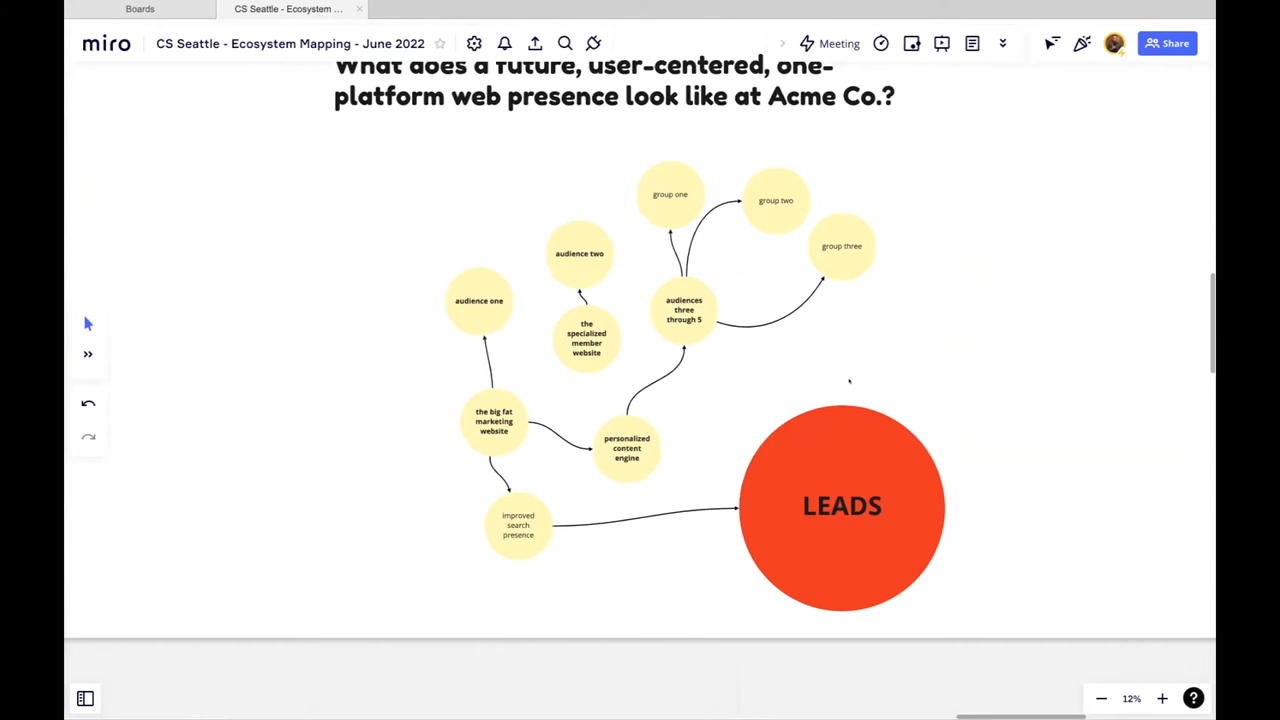 Boards
CS Seattle - Ecosystem ...
miro
CS Seattle - Ecosystem Mapping - June 2022
Meeting
Share
What does a future, user-centered, one-
platform web presence look like at Acme Co.?
group one
group two
group three
audience two
audience one
audiences
three
through 5
the
specialized
member
website
the big fat
marketing
website
personalized
content
engine
improved
search
presence
LEADS
12%
?